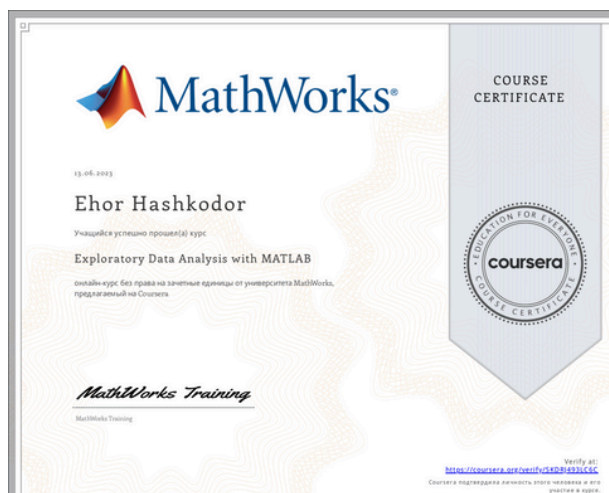 MathWorks®
COURSE
CERTIFICATE
13.06.2023
Ehor Hashkodor
Учащийся успешно прошел(а) курс
Exploratory Data Analysis with MATLAB
онлайн-курс без права на зачетные единицы от университета MathWorks,
предлагаемый на Coursera
EDUCATION FOR EVERYONE
coursera
COURSE CERTIFICATE
MathWorks Training
MathWorks Training
Verify at:
https://coursera.org/verify/SKDRJ493LC6C
Coursera подтвердила личность этого человека и его
участие в курсе.